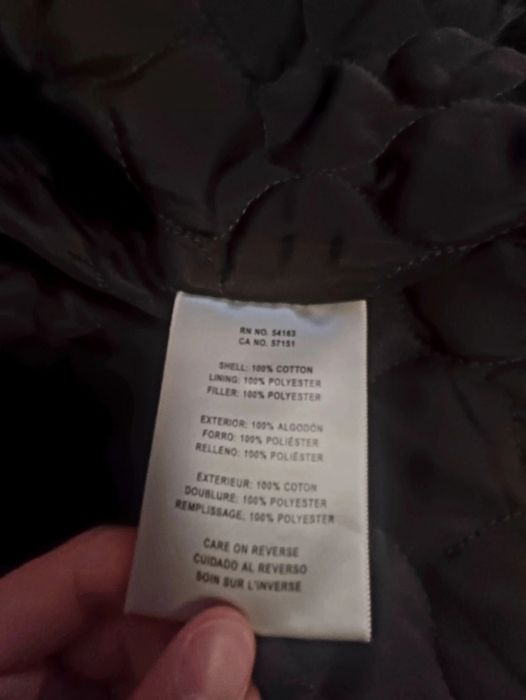 RN NO. 54163
CA NO. 57151
SHELL: 100% COTTON
LINING: 100% POLYESTER
FILLER: 100% POLYESTER
EXTERIOR: 100% ALGODÓN
FORRO: 100% POLIÉSTER
RELLENO: 100% POLIÉSTER
EXTERIEUR: 100% COTON
DOUBLURE: 100% POLYESTER
REMPLISSAGE: 100% POLYESTER
CARE ON REVERSE
CUIDADO AL REVERSO
SOIN SUR L'INVERSE